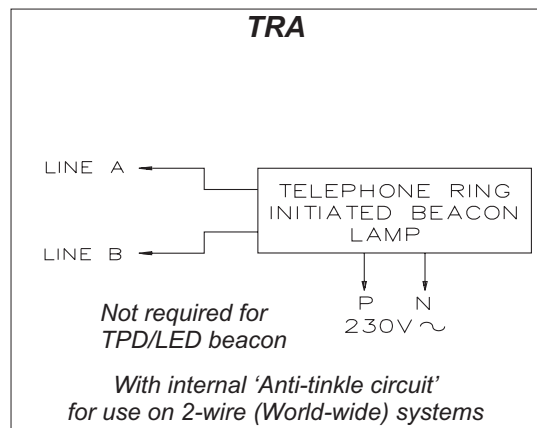 TRA
LINE A
TELEPHONE RING
INITIATED BEACON
LAMP
LINE B
P N
230V ~
Not required for
TPD/LED beacon
With internal ‘Anti-tinkle circuit’
for use on 2-wire (World-wide) systems